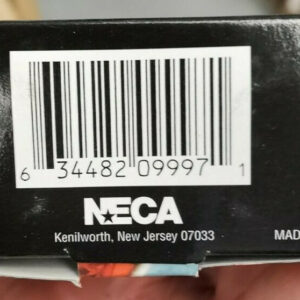 6 34482 09997 1
NECA
Kenilworth, New Jersey 07033
MAD